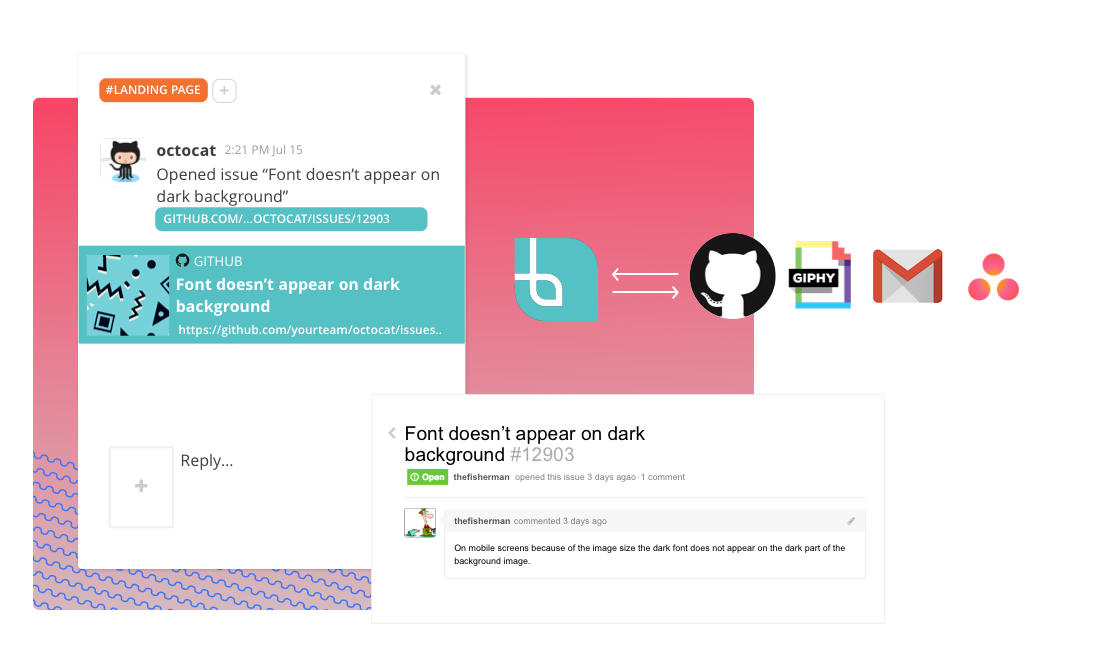 #LANDING PAGE
octocat 2:21 PM Jul 15
Opened issue “Font doesn’t appear on
dark background”
GITHUB.COM/...OCTOCAT/ISSUES/12903
GITHUB
Font doesn’t appear on dark
background
https://github.com/yourteam/octocat/issues..
Reply...
GIPHY
Font doesn’t appear on dark
background #12903
Open thefisherman opened this issue 3 days agao · 1 comment
thefisherman commented 3 days ago
On mobile screens because of the image size the dark font does not appear on the dark part of the
background image.